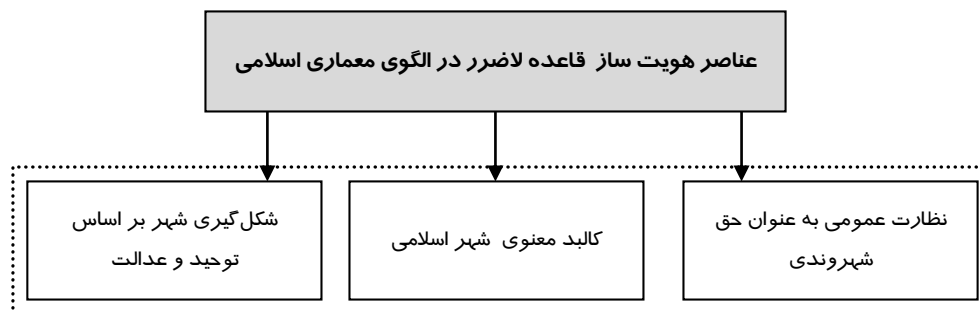 عناصر هویت ساز قاعده لاضرر در الگوی معماری اسلامی
نظارت عمومی به عنوان حق
شهروندی
کالبد معنوی شهر اسلامی
شکل‌گیری شهر بر اساس
توحید و عدالت